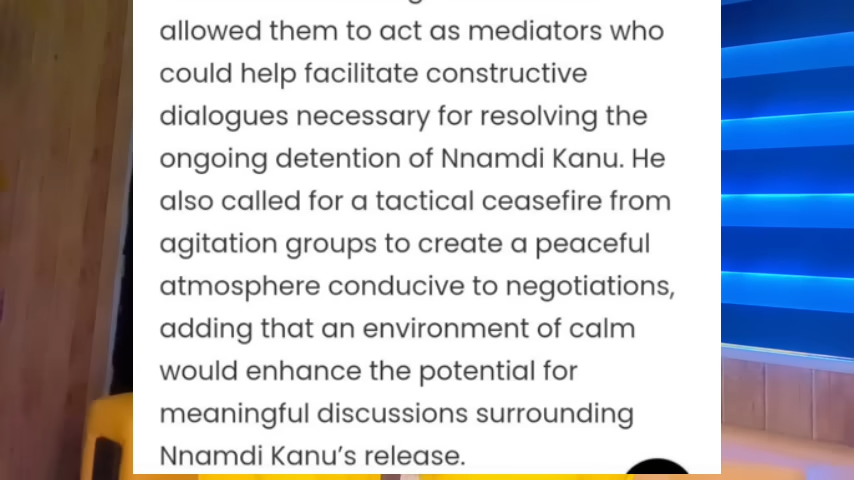 allowed them to act as mediators who
could help facilitate constructive
dialogues necessary for resolving the
ongoing detention of Nnamdi Kanu. He
also called for a tactical ceasefire from
agitation groups to create a peaceful
atmosphere conducive to negotiations,
adding that an environment of calm
would enhance the potential for
meaningful discussions surrounding
Nnamdi Kanu’s release.